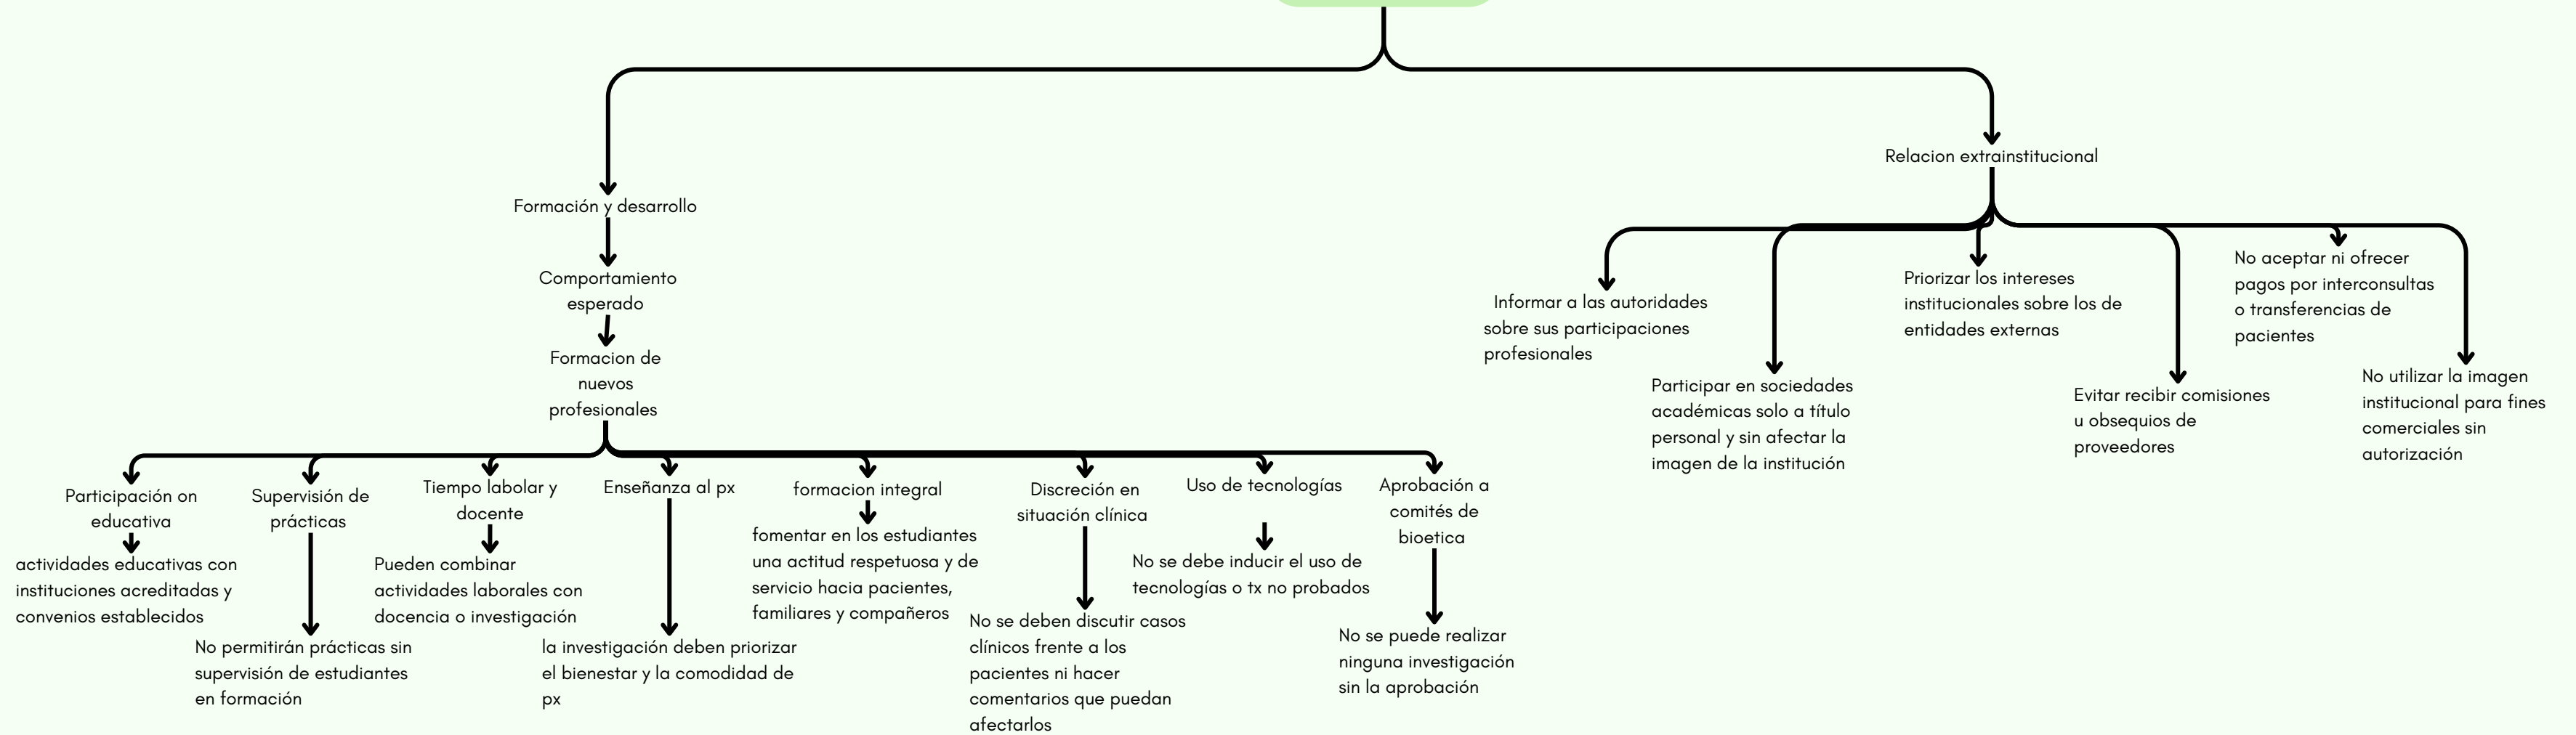 Relacion extrainstitucional
Formación y desarrollo
Comportamiento
esperado
Formacion de
nuevos
profesionales
Participación on
educativa
actividades educativas con
instituciones acreditadas y
convenios establecidos
Supervisión de
prácticas
No permitirán prácticas sin
supervisión de estudiantes
en formación
Tiempo labolar y
docente
Pueden combinar
actividades laborales con
docencia o investigación
Enseñanza al px
la investigación deben priorizar
el bienestar y la comodidad de
px
formacion integral
fomentar en los estudiantes
una actitud respetuosa y de
servicio hacia pacientes,
familiares y compañeros
Discreción en
situación clínica
No se deben discutir casos
clínicos frente a los
pacientes ni hacer
comentarios que puedan
afectarlos
Uso de tecnologías
No se debe inducir el uso de
tecnologías o tx no probados
Aprobación a
comités de
bioetica
No se puede realizar
ninguna investigación
sin la aprobación
Informar a las autoridades
sobre sus participaciones
profesionales
Participar en sociedades
académicas solo a título
personal y sin afectar la
imagen de la institución
Priorizar los intereses
institucionales sobre los de
entidades externas
Evitar recibir comisiones
u obsequios de
proveedores
No aceptar ni ofrecer
pagos por interconsultas
o transferencias de
pacientes
No utilizar la imagen
institucional para fines
comerciales sin
autorización